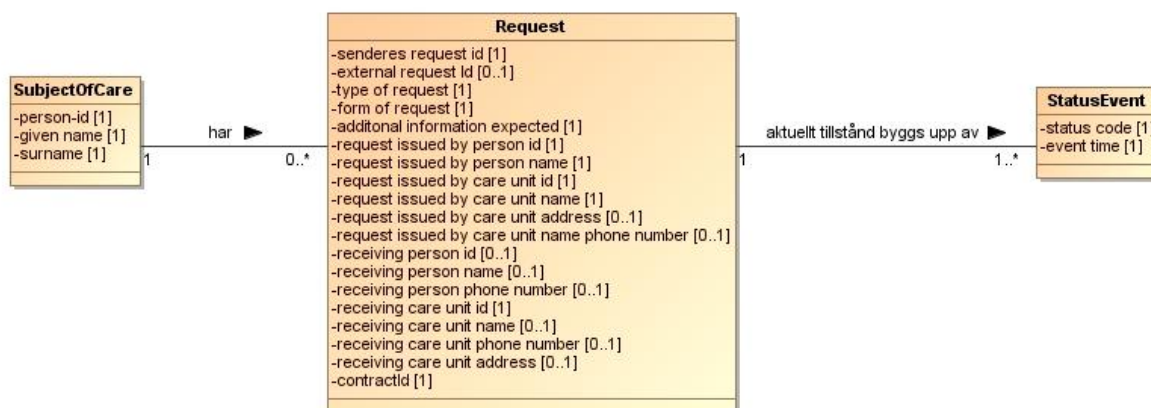 SubjectOfCare
-person-id [1]
-given name [1]
-surname [1]
har
1
0..*
Request
-senderes request id [1]
-external request Id [0..1]
-type of request [1]
-form of request [1]
-additonal information expected [1]
-request issued by person id [1]
-request issued by person name [1]
-request issued by care unit id [1]
-request issued by care unit name [1]
-request issued by care unit address [0..1]
-request issued by care unit name phone number [0..1]
-receiving person id [0..1]
-receiving person name [0..1]
-receiving person phone number [0..1]
-receiving care unit id [1]
-receiving care unit name [0..1]
-receiving care unit phone number [0..1]
-receiving care unit address [0..1]
-contractId [1]
aktuellt tillstånd byggs upp av
1
1..*
StatusEvent
-status code [1]
-event time [1]